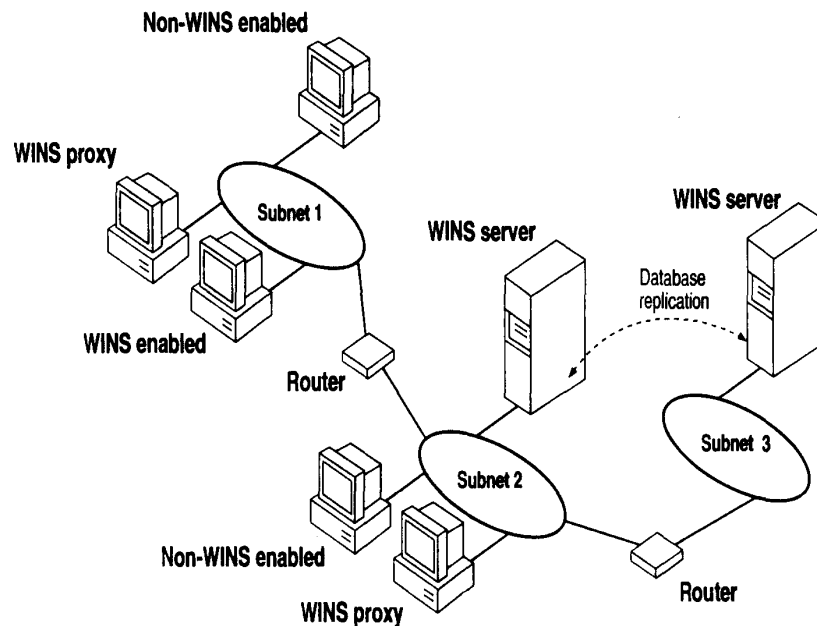 Non-WINS enabled
WINS proxy
Subnet 1
WINS server
WINS server
Database
replication
WINS enabled
Router
Subnet 3
Subnet 2
Non-WINS enabled
Router
WINS proxy